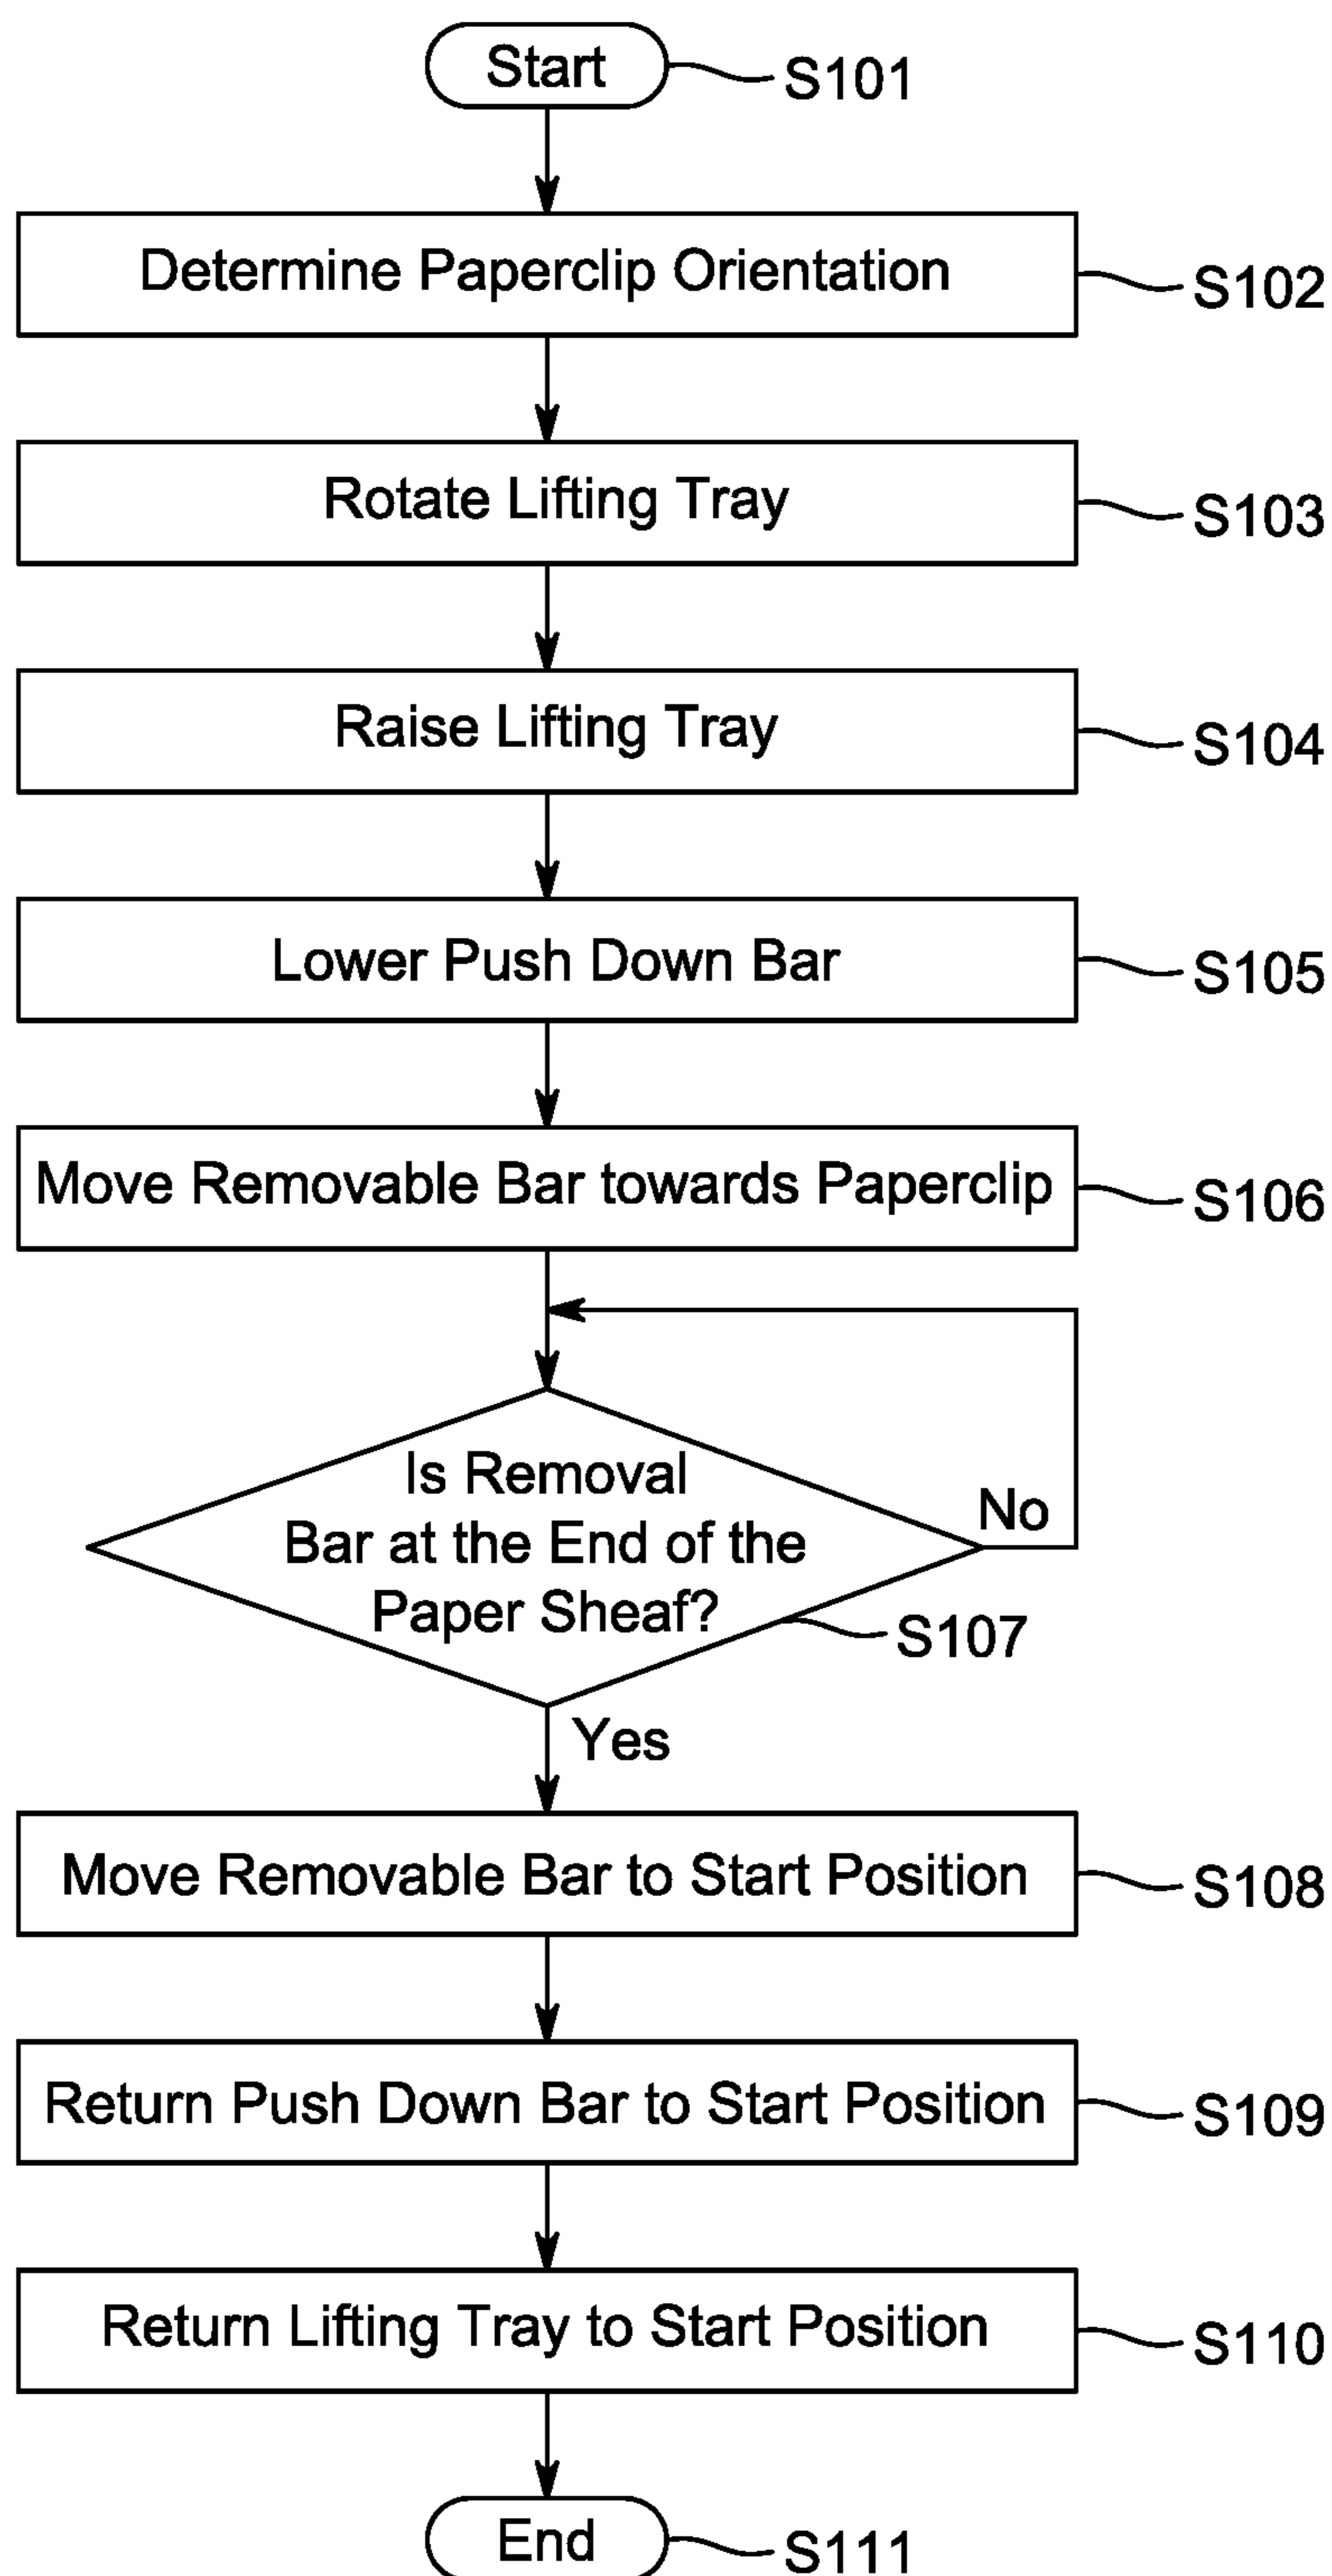 Start
S101
Determine Paperclip Orientation
S102
Rotate Lifting Tray
S103
Raise Lifting Tray
S104
Lower Push Down Bar
S105
Move Removable Bar towards Paperclip
S106
Is Removal
Bar at the End of the
Paper Sheaf?
No
S107
Yes
Move Removable Bar to Start Position
S108
Return Push Down Bar to Start Position
S109
Return Lifting Tray to Start Position
S110
End
S111